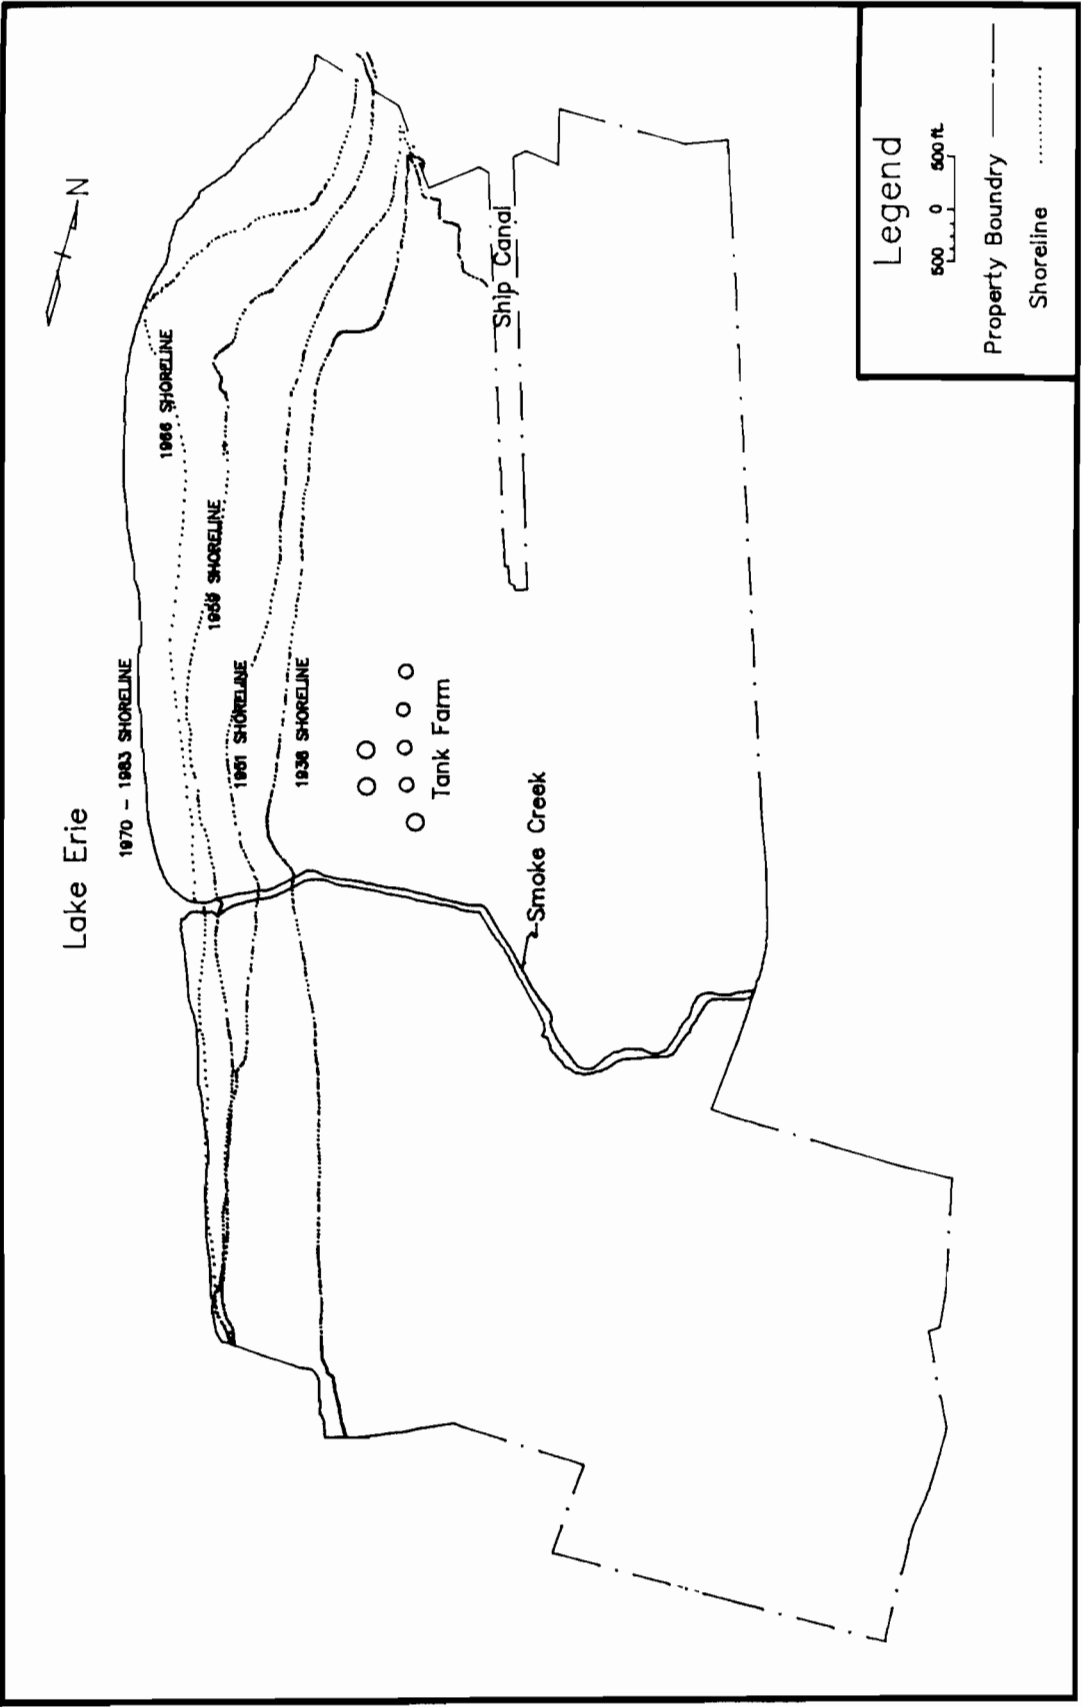 Lake Erie
1970 - 1983 SHORELINE
1966 SHORELINE
1959 SHORELINE
1951 SHORELINE
1938 SHORELINE
N
Ship Canal
Tank Farm
Smoke Creek
Legend
500 0 500 ft.
Property Boundry
Shoreline